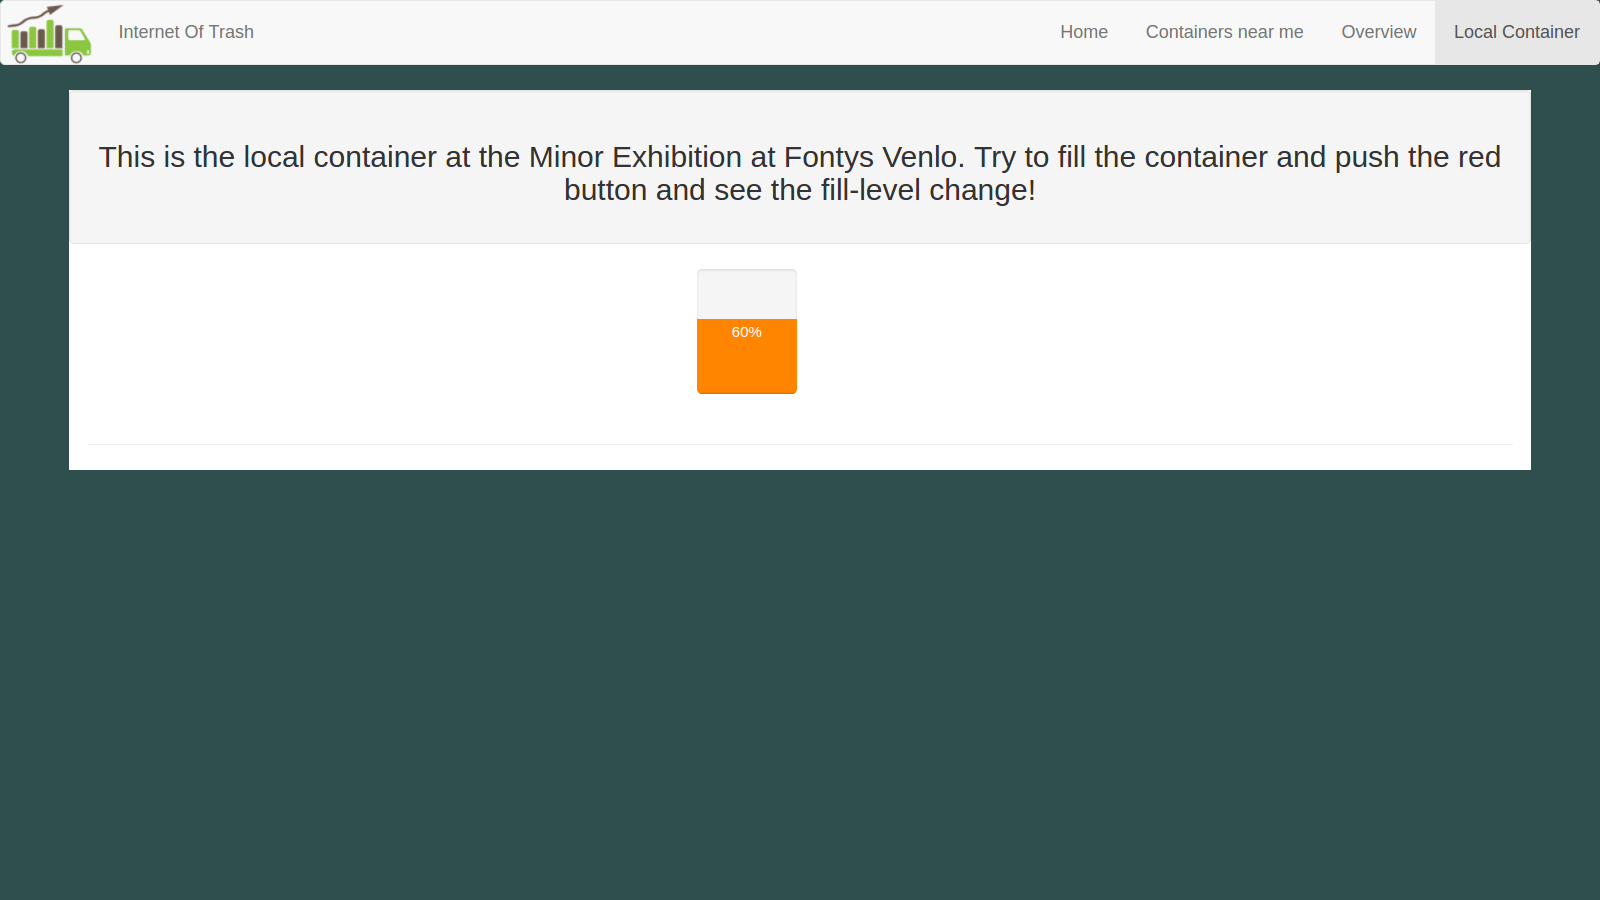 Internet Of Trash
Home
Containers near me
Overview
Local Container
This is the local container at the Minor Exhibition at Fontys Venlo. Try to fill the container and push the red
button and see the fill-level change!
60%